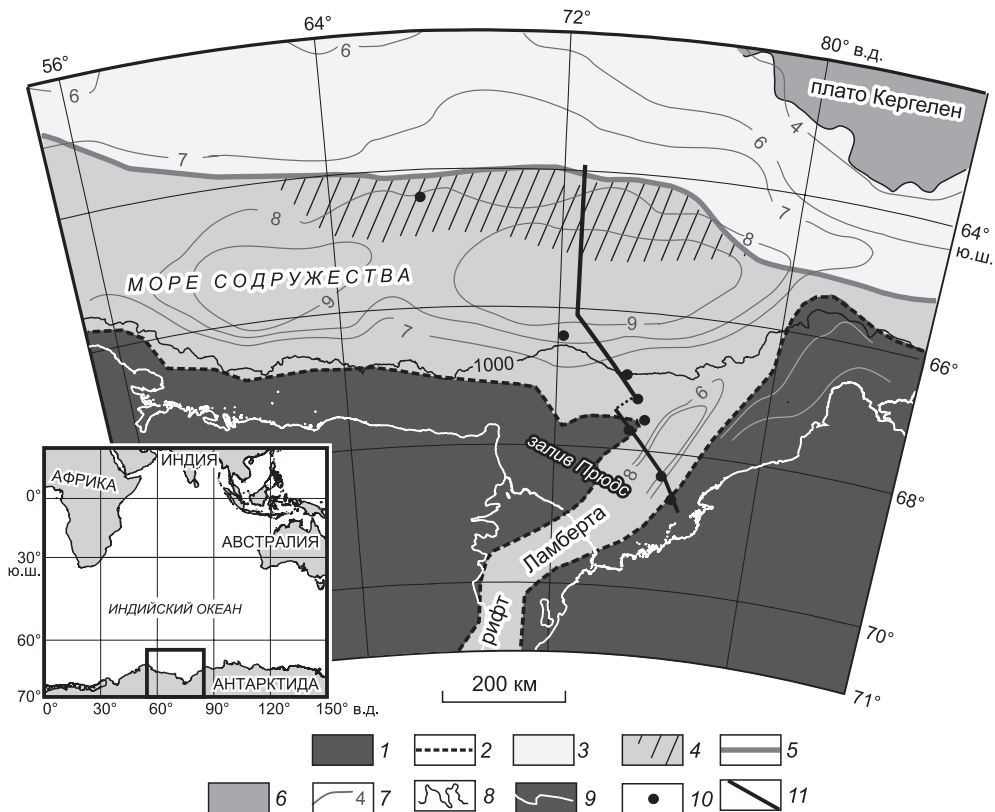 56°
64°
72°
80° в.д.
6
6
7
плато Кергелен
4
6
7
8
8
64°
ю.ш.
МОРЕ СОДРУЖЕСТВА
9
9
7
1000
66°
6
залив Прюдс
8
68°
рифт Ламберта
70°
71°
АФРИКА
ИНДИЯ
0°
АВСТРАЛИЯ
30°
ю.ш.
ИНДИЙСКИЙ ОКЕАН
60°
АНТАРКТИДА
70°
0° 30° 60° 90° 120° 150° в.д.
200 км
1 2 3 4 5
6 4 7 8 9 10 11